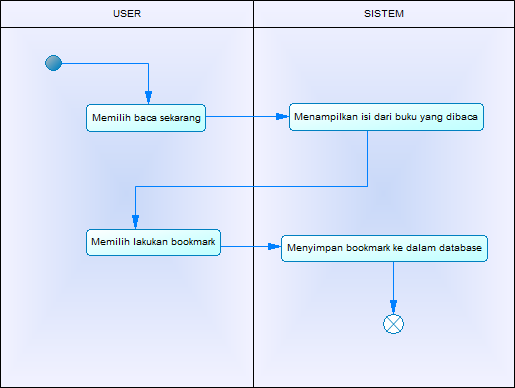 USER
SISTEM
Memilih baca sekarang
Menampilkan isi dari buku yang dibaca
Memilih lakukan bookmark
Menyimpan bookmark ke dalam database